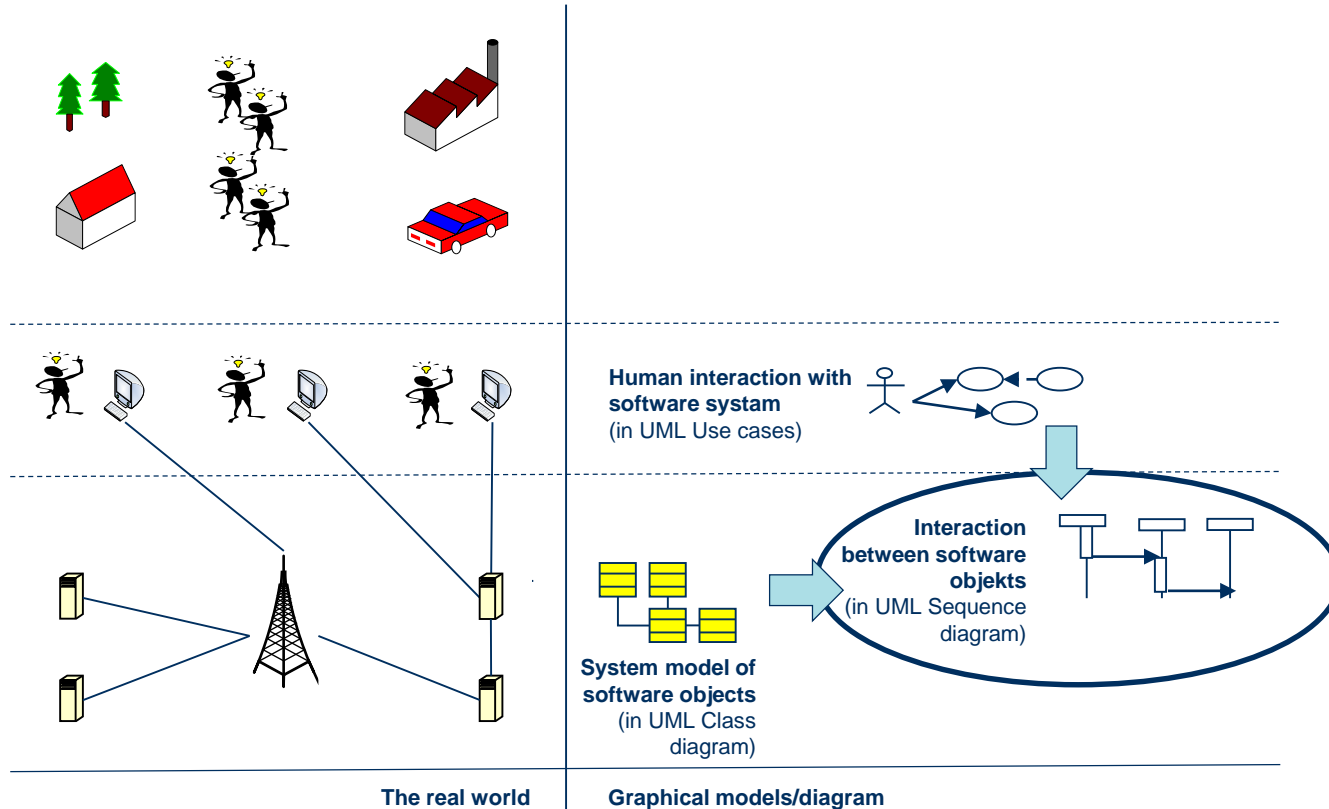 Human interaction with
software systam
(in UML Use cases)
Interaction
between software
objekts
(in UML Sequence
diagram)
System model of
software objects
(in UML Class
diagram)
The real world
Graphical models/diagram